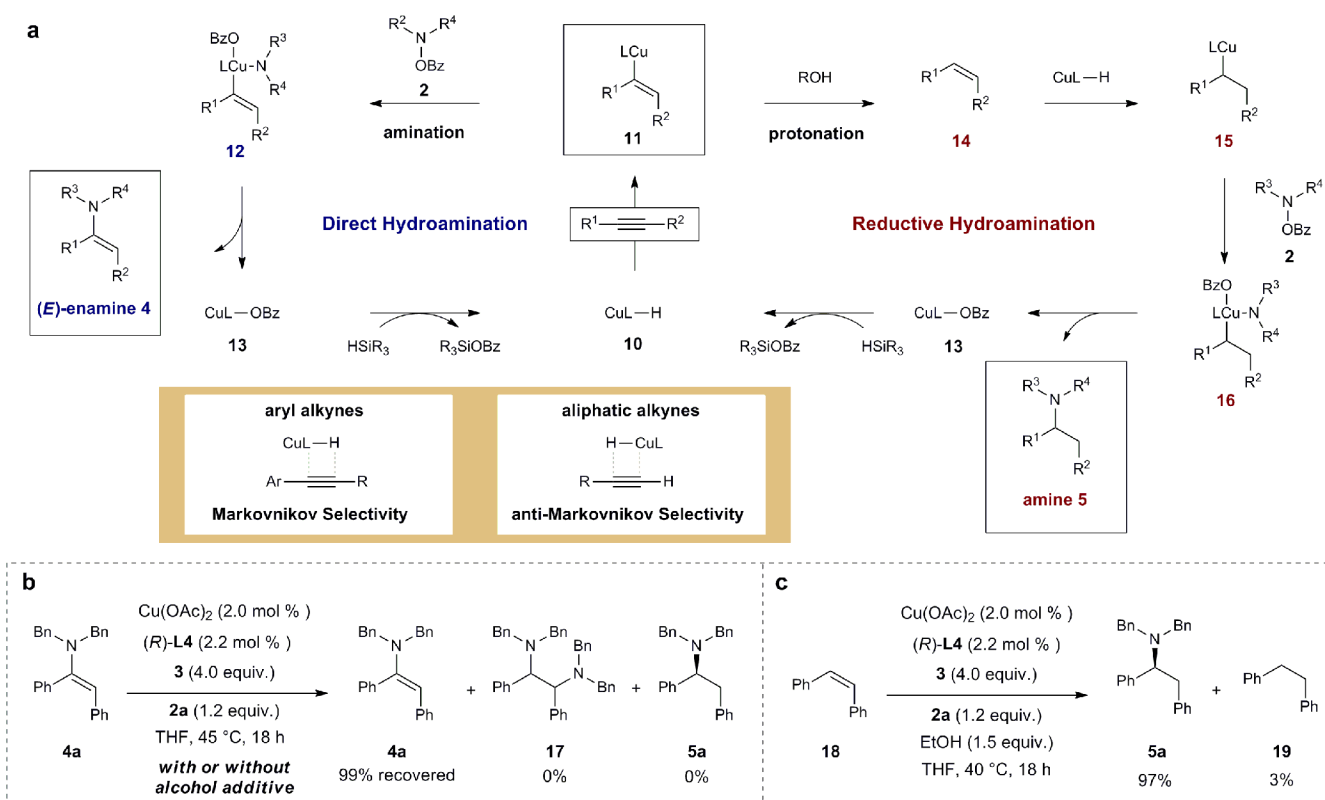 a
R2 R4
N
OBz
2
amination
BzO
LCu N R3
R4
R1
R2
12
LCu
R1
R2
11
ROH
protonation
R1
R2
14
CuL H
LCu
R1
R2
15
R3 R4
N
R1
R2
(E)-enamine 4
Direct Hydroamination
R1 R2
Reductive Hydroamination
R3 R4
N
OBz
2
CuL OBz
13
HSiR3 R3SiOBz
CuL H
10
R3SiOBz HSiR3
CuL OBz
13
BzO
LCu N R3
R4
R1
R2
16
R3 R4
N
R1
R2
amine 5
aryl alkynes
CuL H
Ar R
Markovnikov Selectivity
aliphatic alkynes
H CuL
R H
anti-Markovnikov Selectivity
b
Bn N Bn
Ph
Ph
4a
Cu(OAc)2 (2.0 mol % )
(R)-L4 (2.2 mol % )
3 (4.0 equiv.)
2a (1.2 equiv.)
THF, 45 °C, 18 h
with or without
alcohol additive
Bn N Bn
Ph
Ph
4a
99% recovered
+
Bn N Bn
Bn
N Bn
Ph
Ph
17
0%
+
Bn N Bn
Ph
Ph
5a
0%
c
Ph
Ph
18
Cu(OAc)2 (2.0 mol % )
(R)-L4 (2.2 mol % )
3 (4.0 equiv.)
2a (1.2 equiv.)
EtOH (1.5 equiv.)
THF, 40 °C, 18 h
Bn N Bn
Ph
Ph
5a
97%
+
Ph
Ph
19
3%